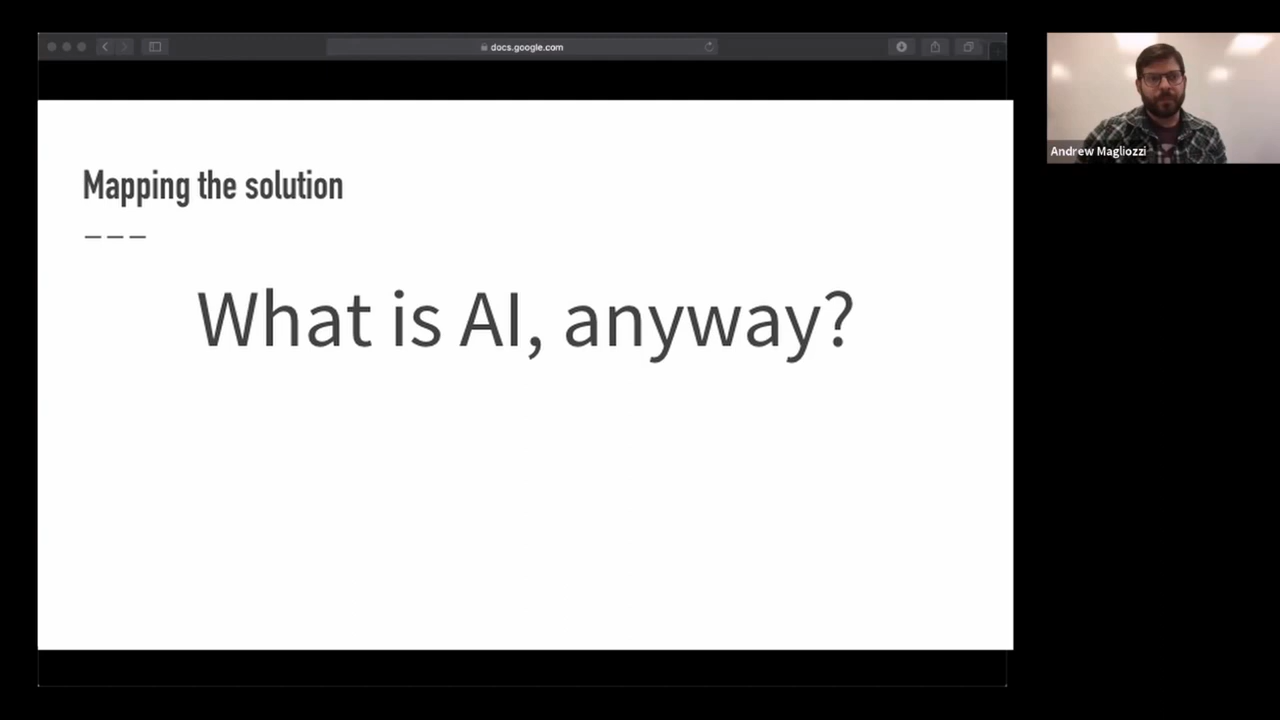 docs.google.com
Andrew Magliozzi
Mapping the solution
What is AI, anyway?